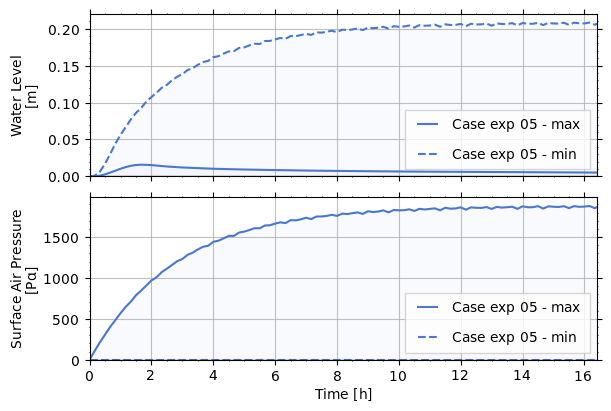 0.20
0.15
0.10
0.05
0.00
Water Level
[m]
Case exp 05 - max
Case exp 05 - min
1500
1000
500
0
Surface Air Pressure
[Pa]
Case exp 05 - max
Case exp 05 - min
0 2 4 6 8 10 12 14 16
Time [h]